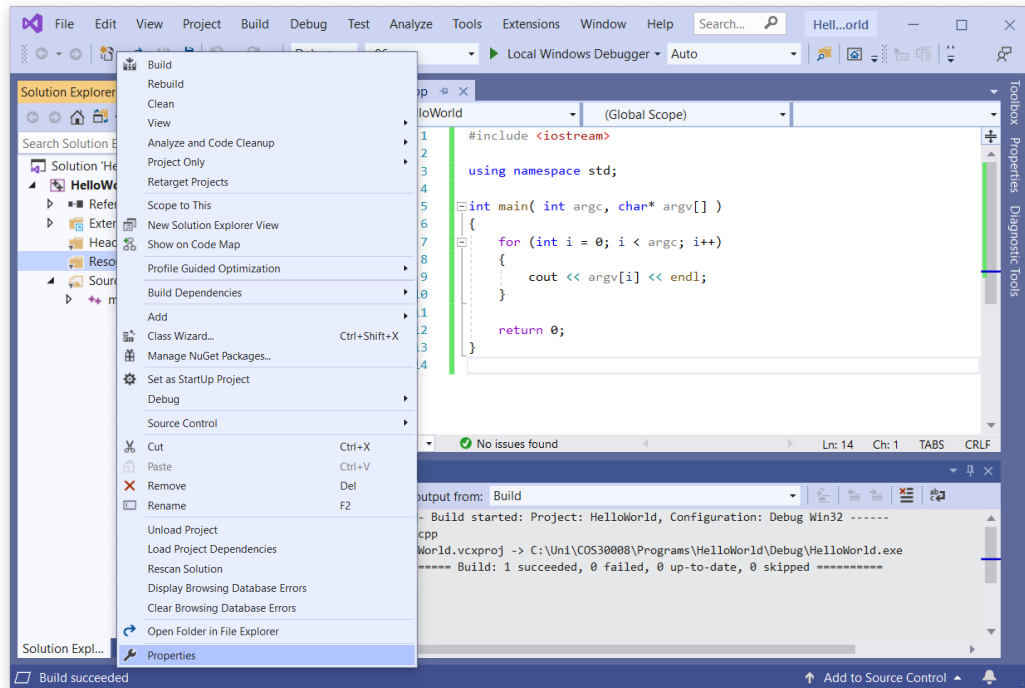 File Edit View Project Build Debug Test Analyze Tools Extensions Window Help Search... Hell...orld
Local Windows Debugger Auto
Solution Explorer
Search Solution E
Solution 'He
HelloWo
Refer
Exter
Head
Reso
Sourc
m
Solution Expl...
Build
Rebuild
Clean
View
Analyze and Code Cleanup
Project Only
Retarget Projects
Scope to This
New Solution Explorer View
Show on Code Map
Profile Guided Optimization
Build Dependencies
Add
Class Wizard... Ctrl+Shift+X
Manage NuGet Packages...
Set as StartUp Project
Debug
Source Control
Cut Ctrl+X
Paste Ctrl+V
Remove Del
Rename F2
Unload Project
Load Project Dependencies
Rescan Solution
Display Browsing Database Errors
Clear Browsing Database Errors
Open Folder in File Explorer
Properties
pp
loWorld (Global Scope)
1 #include <iostream>
2
3 using namespace std;
4
5 int main( int argc, char* argv[] )
6 {
7 for (int i = 0; i < argc; i++)
8 {
9 cout << argv[i] << endl;
0 }
1
2 return 0;
3 }
4
No issues found Ln: 14 Ch: 1 TABS CRLF
output from: Build
- Build started: Project: HelloWorld, Configuration: Debug Win32 ------
cpp
World.vcxproj -> C:\Uni\COS30008\Programs\HelloWorld\Debug\HelloWorld.exe
==== Build: 1 succeeded, 0 failed, 0 up-to-date, 0 skipped ==========
Toolbox
Properties
Diagnostic Tools
Build succeeded Add to Source Control